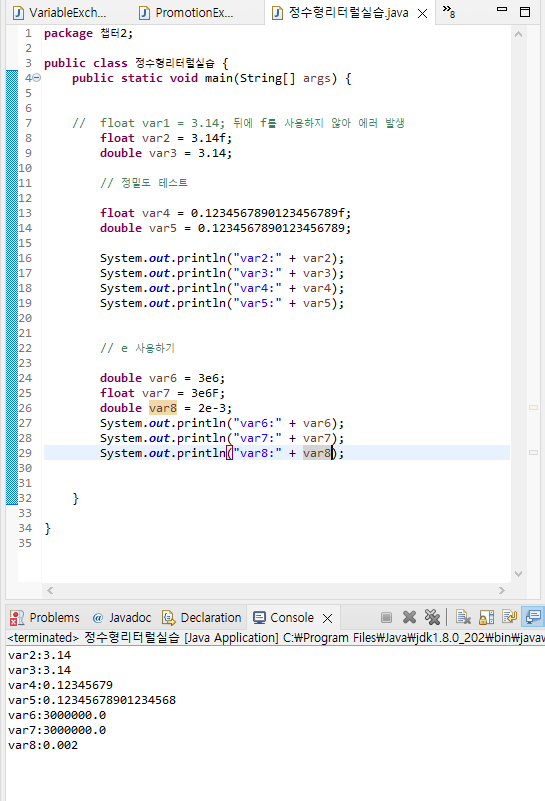 VariableExch... PromotionEx... 정수형리터럴실습.java 8
1 package 챕터2;
2
3 public class 정수형리터럴실습 {
4 public static void main(String[] args) {
5
6
7 // float var1 = 3.14; 뒤에 f를 사용하지 않아 에러 발생
8 float var2 = 3.14f;
9 double var3 = 3.14;
10
11 // 정밀도 테스트
12
13 float var4 = 0.1234567890123456789f;
14 double var5 = 0.1234567890123456789;
15
16 System.out.println("var2:" + var2);
17 System.out.println("var3:" + var3);
18 System.out.println("var4:" + var4);
19 System.out.println("var5:" + var5);
20
21
22 // e 사용하기
23
24 double var6 = 3e6;
25 float var7 = 3e6F;
26 double var8 = 2e-3;
27 System.out.println("var6:" + var6);
28 System.out.println("var7:" + var7);
29 System.out.println("var8:" + var8);
30
31
32 }
33
34 }
35
Problems @ Javadoc Declaration Console
<terminated> 정수형리터럴실습 [Java Application] C:₩Program Files₩Java₩jdk1.8.0_202₩bin₩javaw
var2:3.14
var3:3.14
var4:0.12345679
var5:0.12345678901234568
var6:3000000.0
var7:3000000.0
var8:0.002